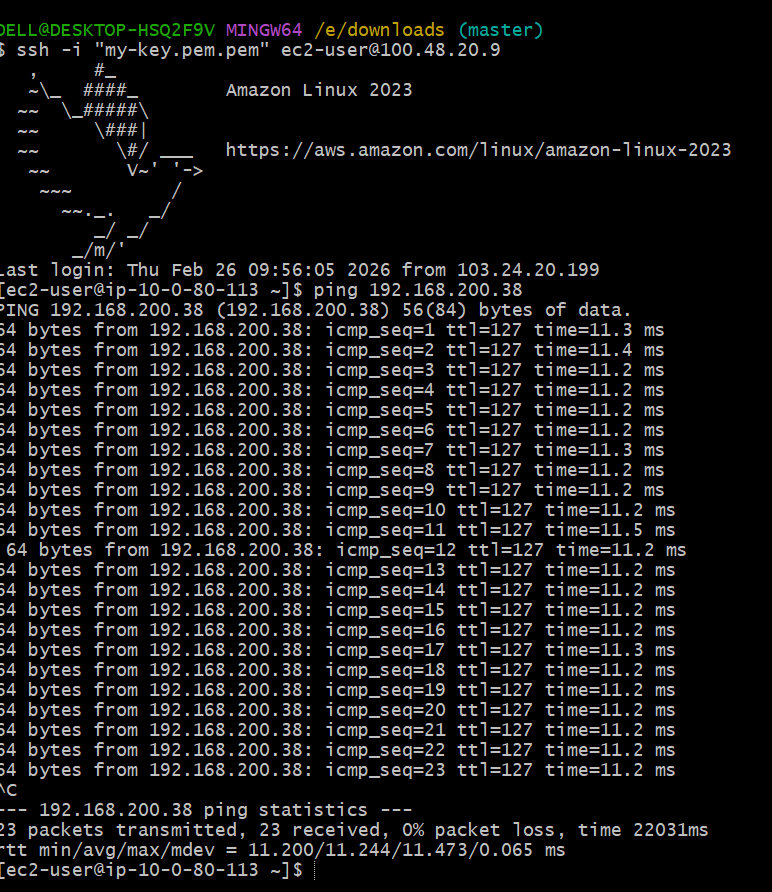 DELL@DESKTOP-HSQ2F9V MINGW64 /e/downloads (master)
$ ssh -i "my-key.pem.pem" ec2-user@100.48.20.9
   ,     #_
   ~\_  ####_        Amazon Linux 2023
  ~~  \_#####\
  ~~     \###|
  ~~       \#/ ___   https://aws.amazon.com/linux/amazon-linux-2023
   ~~       V~' '->
    ~~~         /
      ~~._.   _/
         _/ _/
       _/m/'
Last login: Thu Feb 26 09:56:05 2026 from 103.24.20.199
[ec2-user@ip-10-0-80-113 ~]$ ping 192.168.200.38
PING 192.168.200.38 (192.168.200.38) 56(84) bytes of data.
64 bytes from 192.168.200.38: icmp_seq=1 ttl=127 time=11.3 ms
64 bytes from 192.168.200.38: icmp_seq=2 ttl=127 time=11.4 ms
64 bytes from 192.168.200.38: icmp_seq=3 ttl=127 time=11.2 ms
64 bytes from 192.168.200.38: icmp_seq=4 ttl=127 time=11.2 ms
64 bytes from 192.168.200.38: icmp_seq=5 ttl=127 time=11.2 ms
64 bytes from 192.168.200.38: icmp_seq=6 ttl=127 time=11.2 ms
64 bytes from 192.168.200.38: icmp_seq=7 ttl=127 time=11.3 ms
64 bytes from 192.168.200.38: icmp_seq=8 ttl=127 time=11.2 ms
64 bytes from 192.168.200.38: icmp_seq=9 ttl=127 time=11.2 ms
64 bytes from 192.168.200.38: icmp_seq=10 ttl=127 time=11.2 ms
64 bytes from 192.168.200.38: icmp_seq=11 ttl=127 time=11.5 ms
 64 bytes from 192.168.200.38: icmp_seq=12 ttl=127 time=11.2 ms
64 bytes from 192.168.200.38: icmp_seq=13 ttl=127 time=11.2 ms
64 bytes from 192.168.200.38: icmp_seq=14 ttl=127 time=11.2 ms
64 bytes from 192.168.200.38: icmp_seq=15 ttl=127 time=11.2 ms
64 bytes from 192.168.200.38: icmp_seq=16 ttl=127 time=11.2 ms
64 bytes from 192.168.200.38: icmp_seq=17 ttl=127 time=11.3 ms
64 bytes from 192.168.200.38: icmp_seq=18 ttl=127 time=11.2 ms
64 bytes from 192.168.200.38: icmp_seq=19 ttl=127 time=11.2 ms
64 bytes from 192.168.200.38: icmp_seq=20 ttl=127 time=11.2 ms
64 bytes from 192.168.200.38: icmp_seq=21 ttl=127 time=11.2 ms
64 bytes from 192.168.200.38: icmp_seq=22 ttl=127 time=11.2 ms
64 bytes from 192.168.200.38: icmp_seq=23 ttl=127 time=11.2 ms
^C
--- 192.168.200.38 ping statistics ---
23 packets transmitted, 23 received, 0% packet loss, time 22031ms
rtt min/avg/max/mdev = 11.200/11.244/11.473/0.065 ms
[ec2-user@ip-10-0-80-113 ~]$